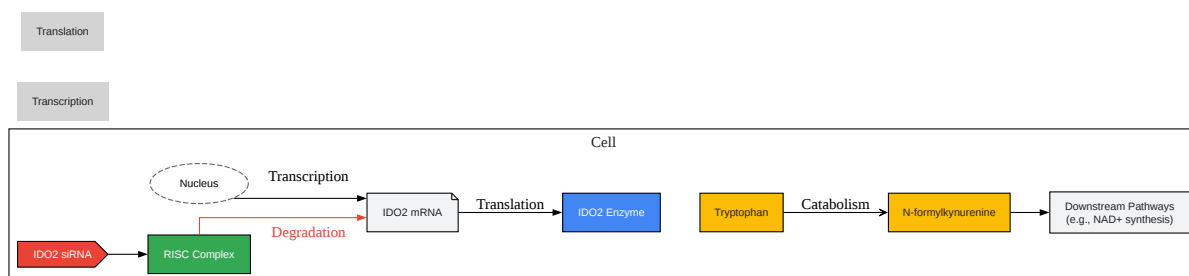 Translation
Transcription
Cell
Nucleus
Transcription
IDO2 mRNA
Translation
IDO2 Enzyme
Tryptophan
Catabolism
N-formylkynurenine
Downstream Pathways
(e.g., NAD+ synthesis)
Degradation
IDO2 siRNA
RISC Complex